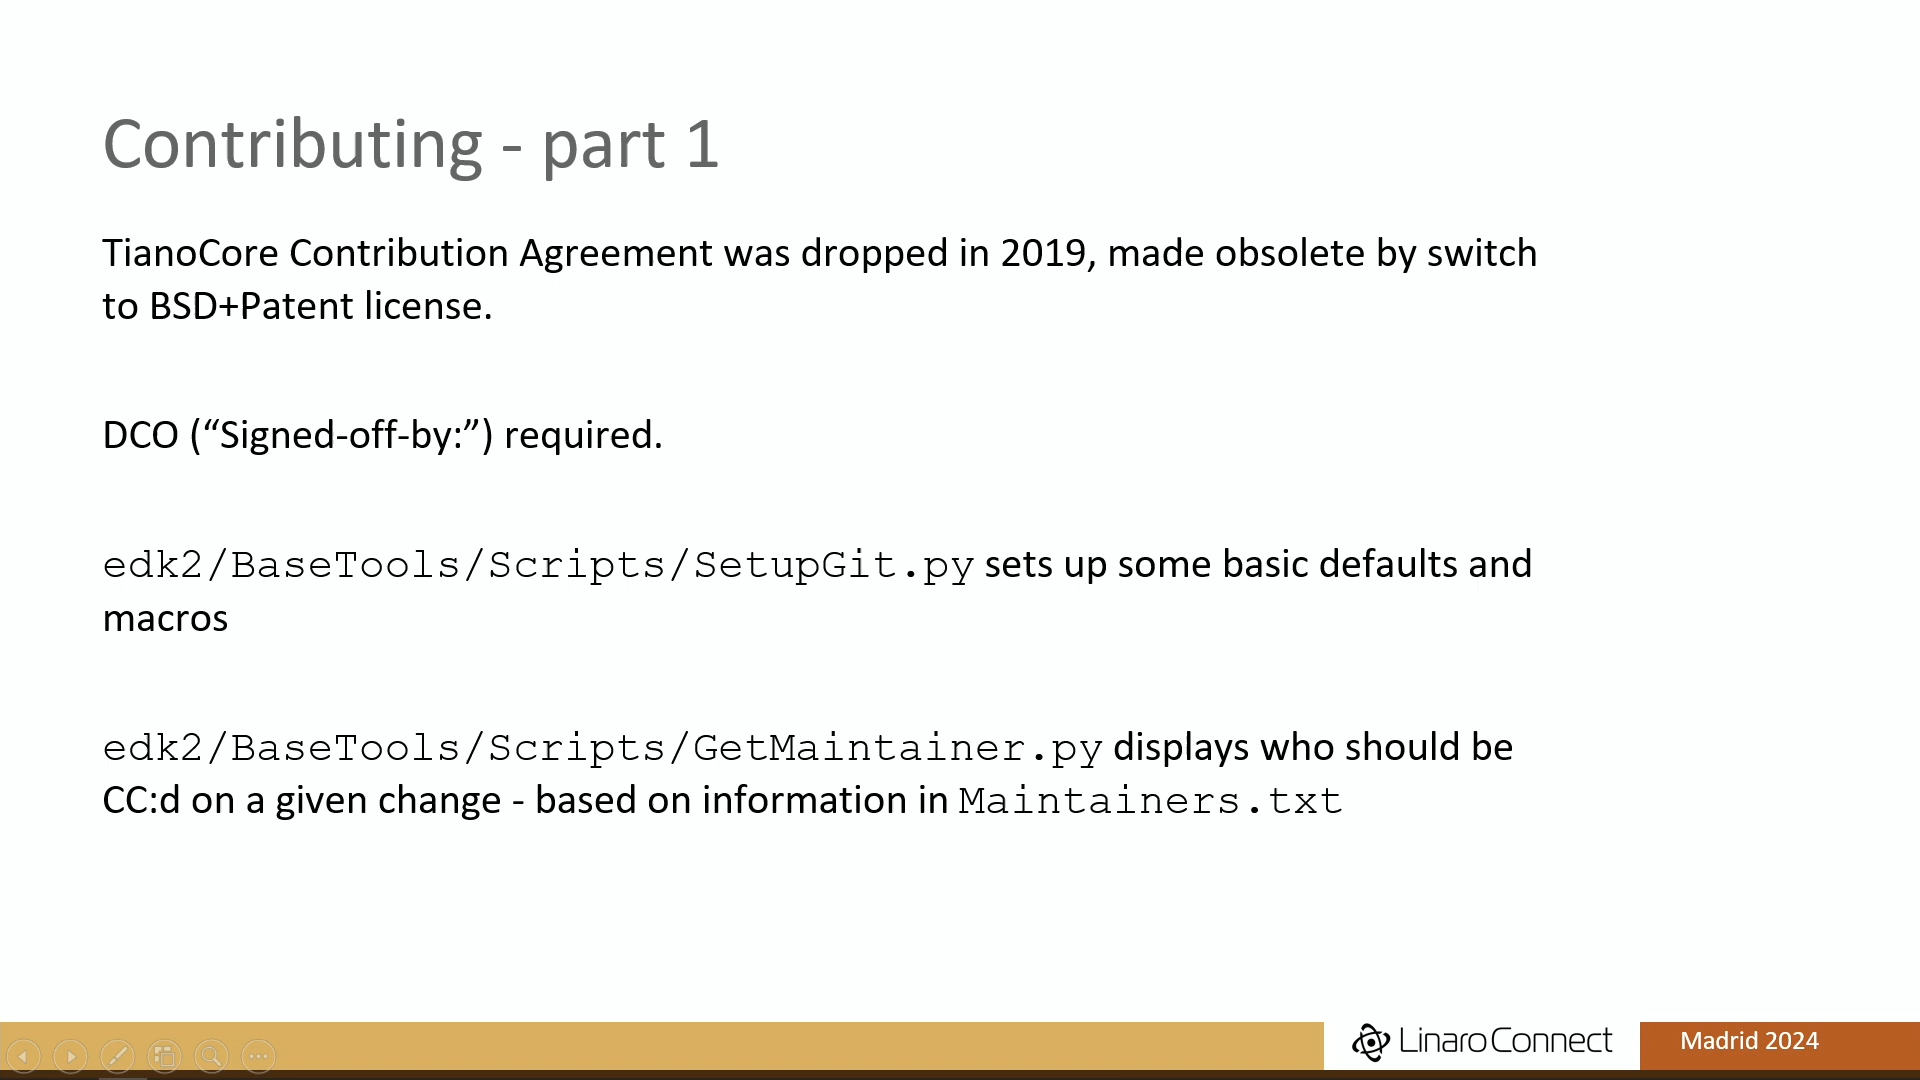 Contributing - part 1
TianoCore Contribution Agreement was dropped in 2019, made obsolete by switch
to BSD+Patent license.
DCO (“Signed-off-by:”) required.
edk2/BaseTools/Scripts/SetupGit.py sets up some basic defaults and
macros
edk2/BaseTools/Scripts/GetMaintainer.py displays who should be
CC:d on a given change - based on information in Maintainers.txt
Linaro Connect
Madrid 2024